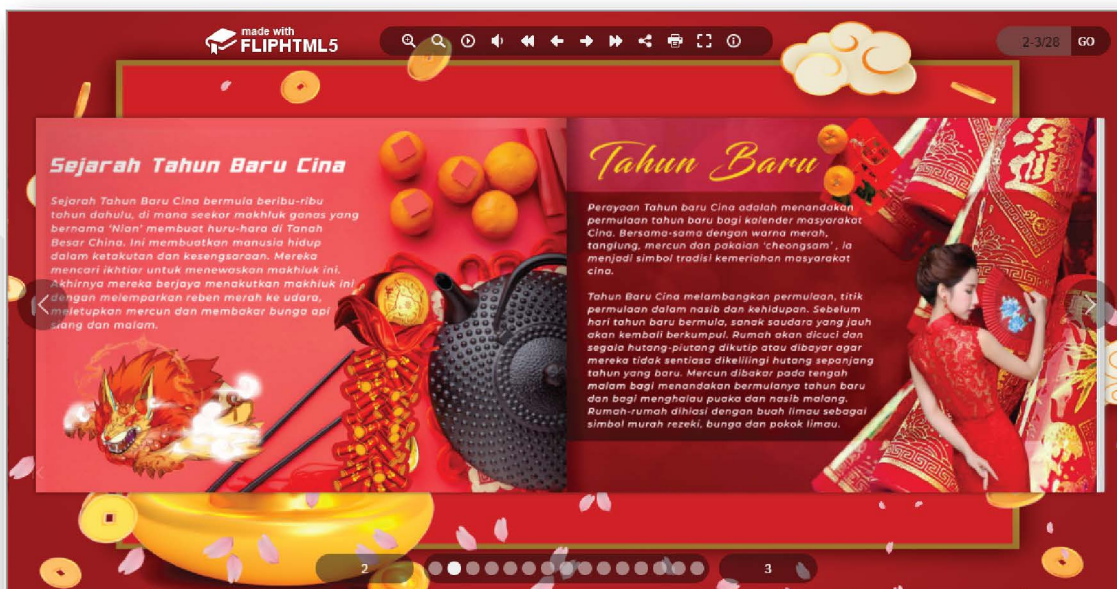 made with
FLIPHTML5
2-3/28 GO
Sejarah Tahun Baru Cina
Sejarah Tahun Baru Cina bermula beribu-ribu
tahun dahulu, di mana seekor makhluk ganas yang
bernama ‘Nian’ membuat huru-hara di Tanah
Besar China. Ini membuatkan manusia hidup
dalam ketakutan dan kesengsaraan. Mereka
mencari ikhtiar untuk menewaskan makhluk ini.
Akhirnya mereka berjaya menakutkan makhluk ini
dengan melemparkan reben merah ke udara,
meletupkan mercun dan membakar bunga api
siang dan malam.
Tahun Baru
Perayaan Tahun baru Cina adalah menandakan
permulaan tahun baru bagi kalender masyarakat
Cina. Bersama-sama dengan warna merah,
tanglung, mercun dan pakaian ‘cheongsam’ , ia
menjadi simbol tradisi kemeriahan masyarakat
cina.
Tahun Baru Cina melambangkan permulaan, titik
permulaan dalam nasib dan kehidupan. Sebelum
hari tahun baru bermula, sanak saudara yang jauh
akan kembali berkumpul. Rumah akan dicuci dan
segala hutang-piutang dikutip atau dibayar agar
mereka tidak sentiasa dikelilingi hutang sepanjang
tahun yang baru. Mercun dibakar pada tengah
malam bagi menandakan bermulanya tahun baru
dan bagi menghalau puaka dan nasib malang.
Rumah-rumah dihiasi dengan buah limau sebagai
simbol murah rezeki, bunga dan pokok limau.
2
3